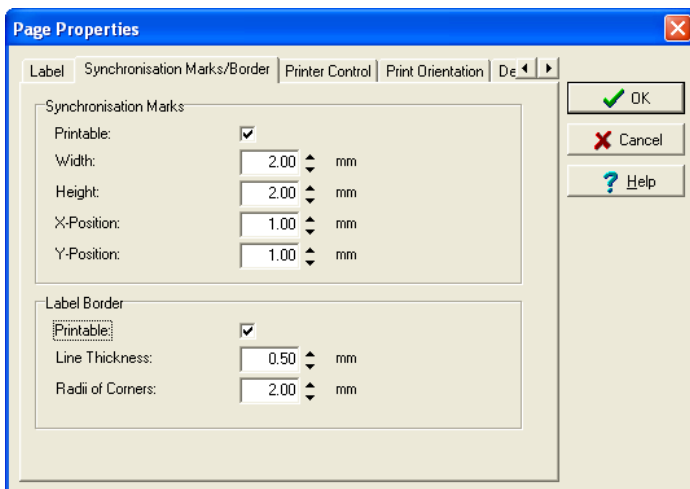 Page Properties
Label Synchronisation Marks/Border Printer Control Print Orientation De
Synchronisation Marks
Printable:
Width: 2.00 mm
Height: 2.00 mm
X-Position: 1.00 mm
Y-Position: 1.00 mm
Label Border
Printable:
Line Thickness: 0.50 mm
Radii of Corners: 2.00 mm
OK
Cancel
Help